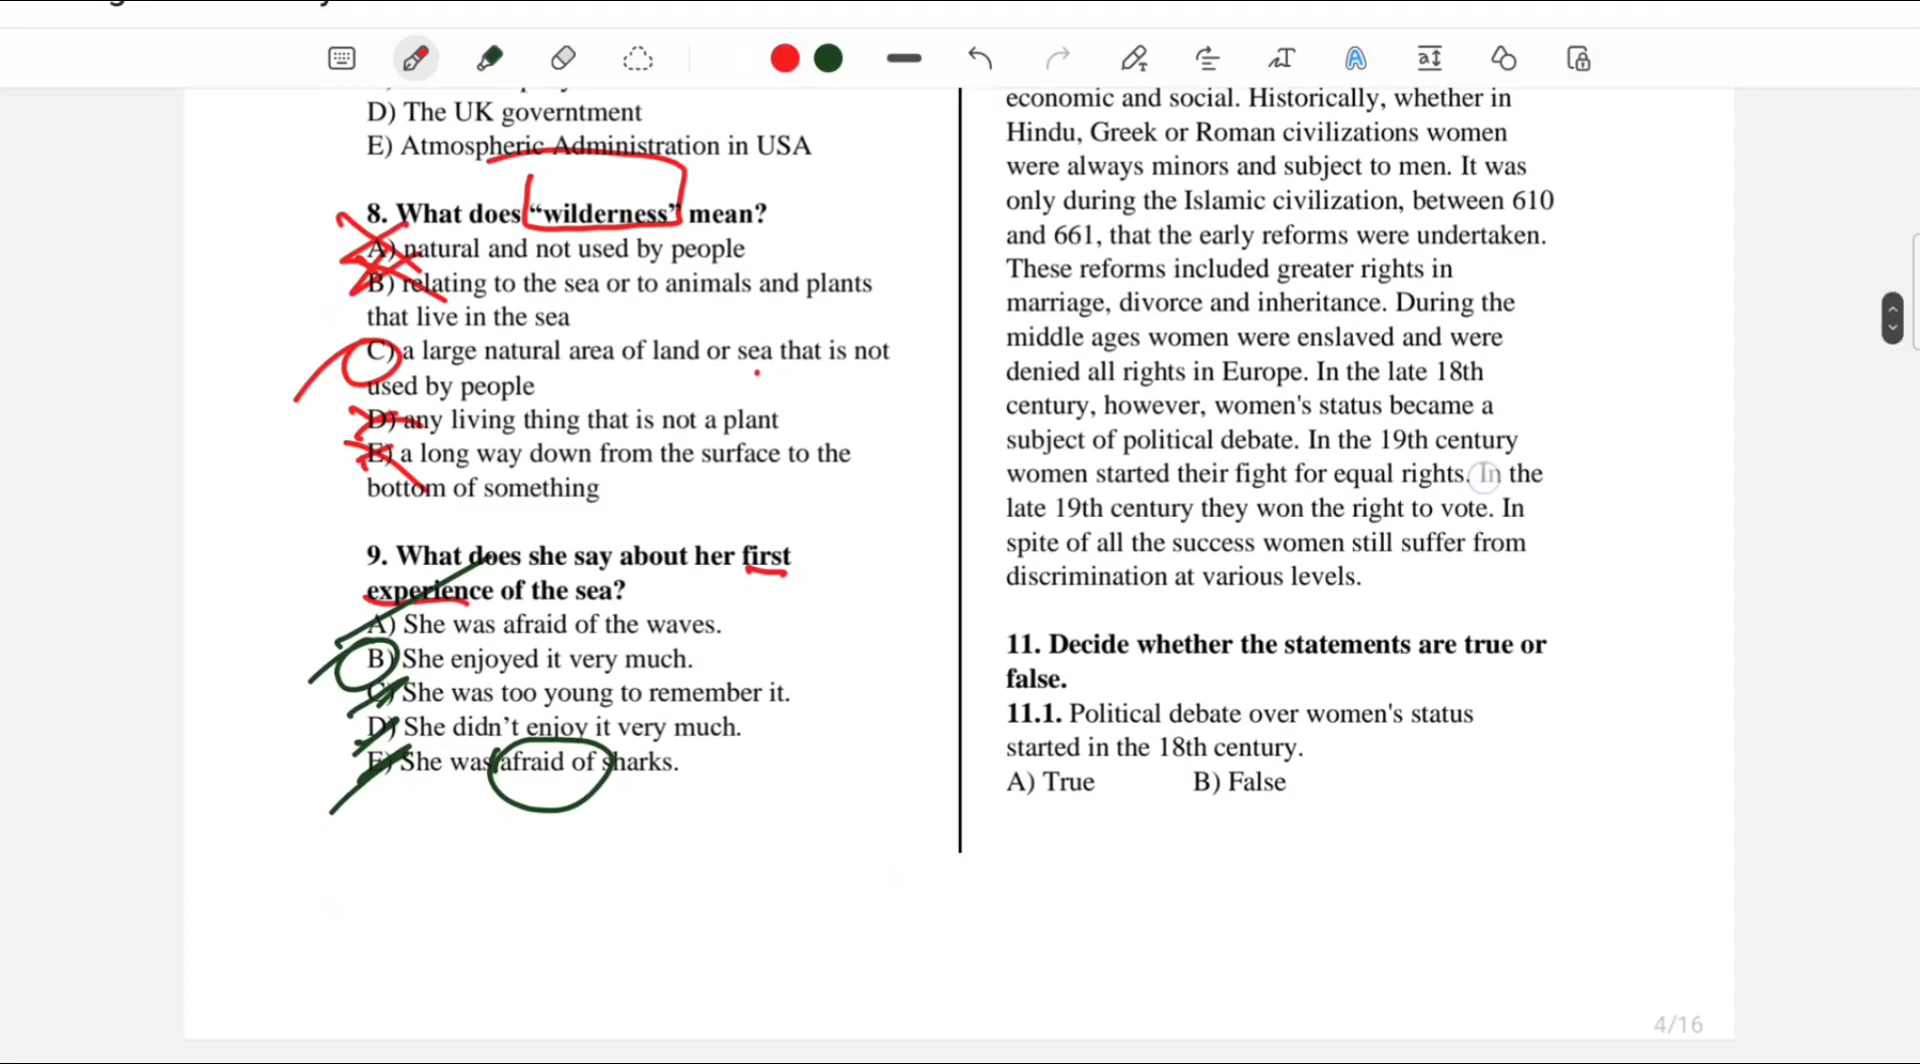 D) The UK governtment
E) Atmospheric Administration in USA
8. What does “wilderness” mean?
A) natural and not used by people
B) relating to the sea or to animals and plants
that live in the sea
C) a large natural area of land or sea that is not
used by people
D) any living thing that is not a plant
E) a long way down from the surface to the
bottom of something
9. What does she say about her first
experience of the sea?
A) She was afraid of the waves.
B) She enjoyed it very much.
C) She was too young to remember it.
D) She didn’t enjoy it very much.
E) She was afraid of sharks.
economic and social. Historically, whether in
Hindu, Greek or Roman civilizations women
were always minors and subject to men. It was
only during the Islamic civilization, between 610
and 661, that the early reforms were undertaken.
These reforms included greater rights in
marriage, divorce and inheritance. During the
middle ages women were enslaved and were
denied all rights in Europe. In the late 18th
century, however, women's status became a
subject of political debate. In the 19th century
women started their fight for equal rights. In the
late 19th century they won the right to vote. In
spite of all the success women still suffer from
discrimination at various levels.
11. Decide whether the statements are true or
false.
11.1. Political debate over women's status
started in the 18th century.
A) True B) False
4/16